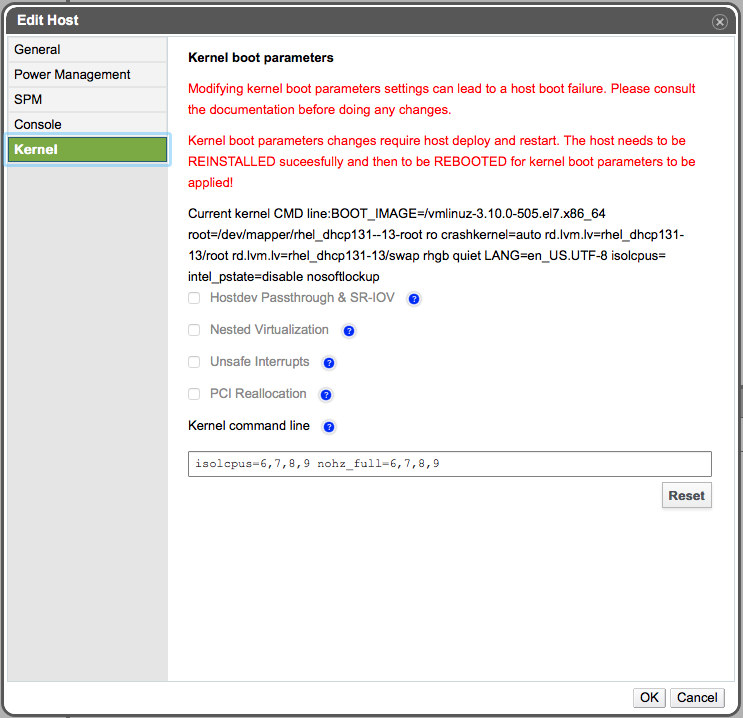 Edit Host
General
Power Management
SPM
Console
Kernel
Kernel boot parameters
Modifying kernel boot parameters settings can lead to a host boot failure. Please consult
the documentation before doing any changes.
Kernel boot parameters changes require host deploy and restart. The host needs to be
REINSTALLED suceesfully and then to be REBOOTED for kernel boot parameters to be
applied!
Current kernel CMD line:BOOT_IMAGE=/vmlinuz-3.10.0-505.el7.x86_64
root=/dev/mapper/rhel_dhcp131--13-root ro crashkernel=auto rd.lvm.lv=rhel_dhcp131-
13/root rd.lvm.lv=rhel_dhcp131-13/swap rhgb quiet LANG=en_US.UTF-8 isolcpus=
intel_pstate=disable nosoftlockup
Hostdev Passthrough & SR-IOV ?
Nested Virtualization ?
Unsafe Interrupts ?
PCI Reallocation ?
Kernel command line ?
isolcpus=6,7,8,9 nohz_full=6,7,8,9
Reset
OK Cancel